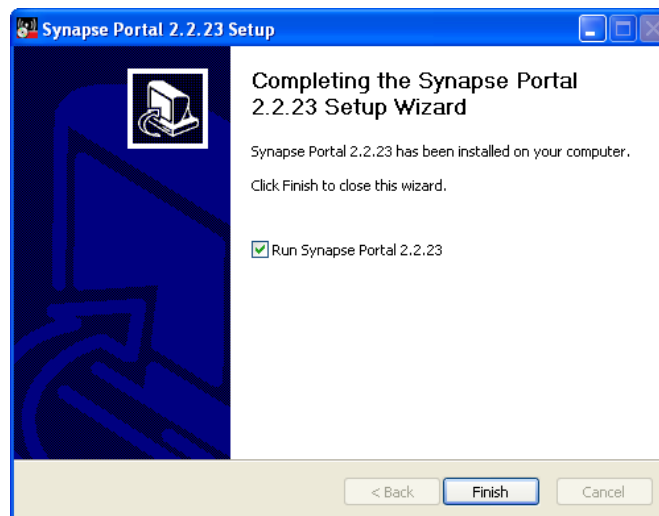 Synapse Portal 2.2.23 Setup
Completing the Synapse Portal
2.2.23 Setup Wizard
Synapse Portal 2.2.23 has been installed on your computer.
Click Finish to close this wizard.
Run Synapse Portal 2.2.23
< Back Finish Cancel